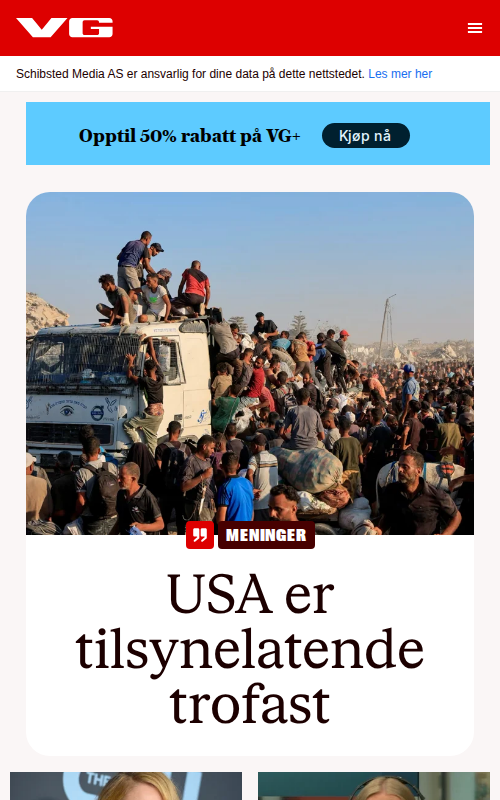 VG
Schibsted Media AS er ansvarlig for dine data på dette nettstedet. Les mer her
Opptil 50% rabatt på VG+
Kjøp nå
MENINGER
USA er
tilsynelatende
trofast
THE